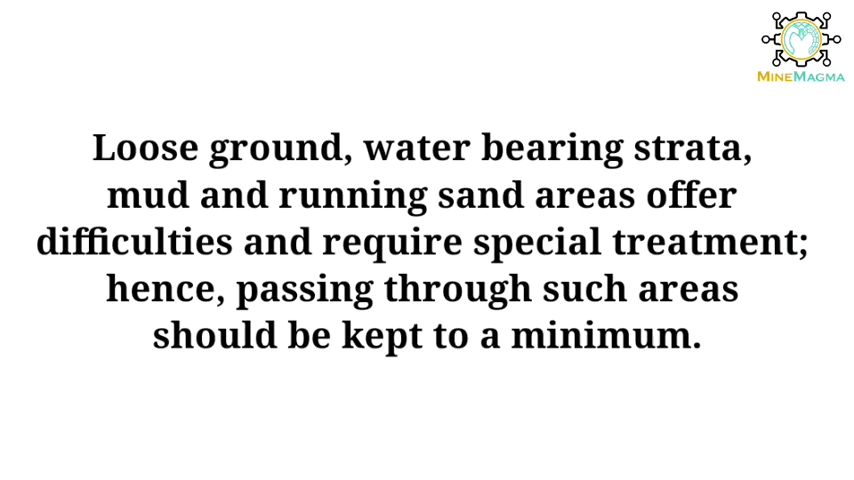 MINEMAGMA
Loose ground, water bearing strata,
mud and running sand areas offer
difficulties and require special treatment;
hence, passing through such areas
should be kept to a minimum.